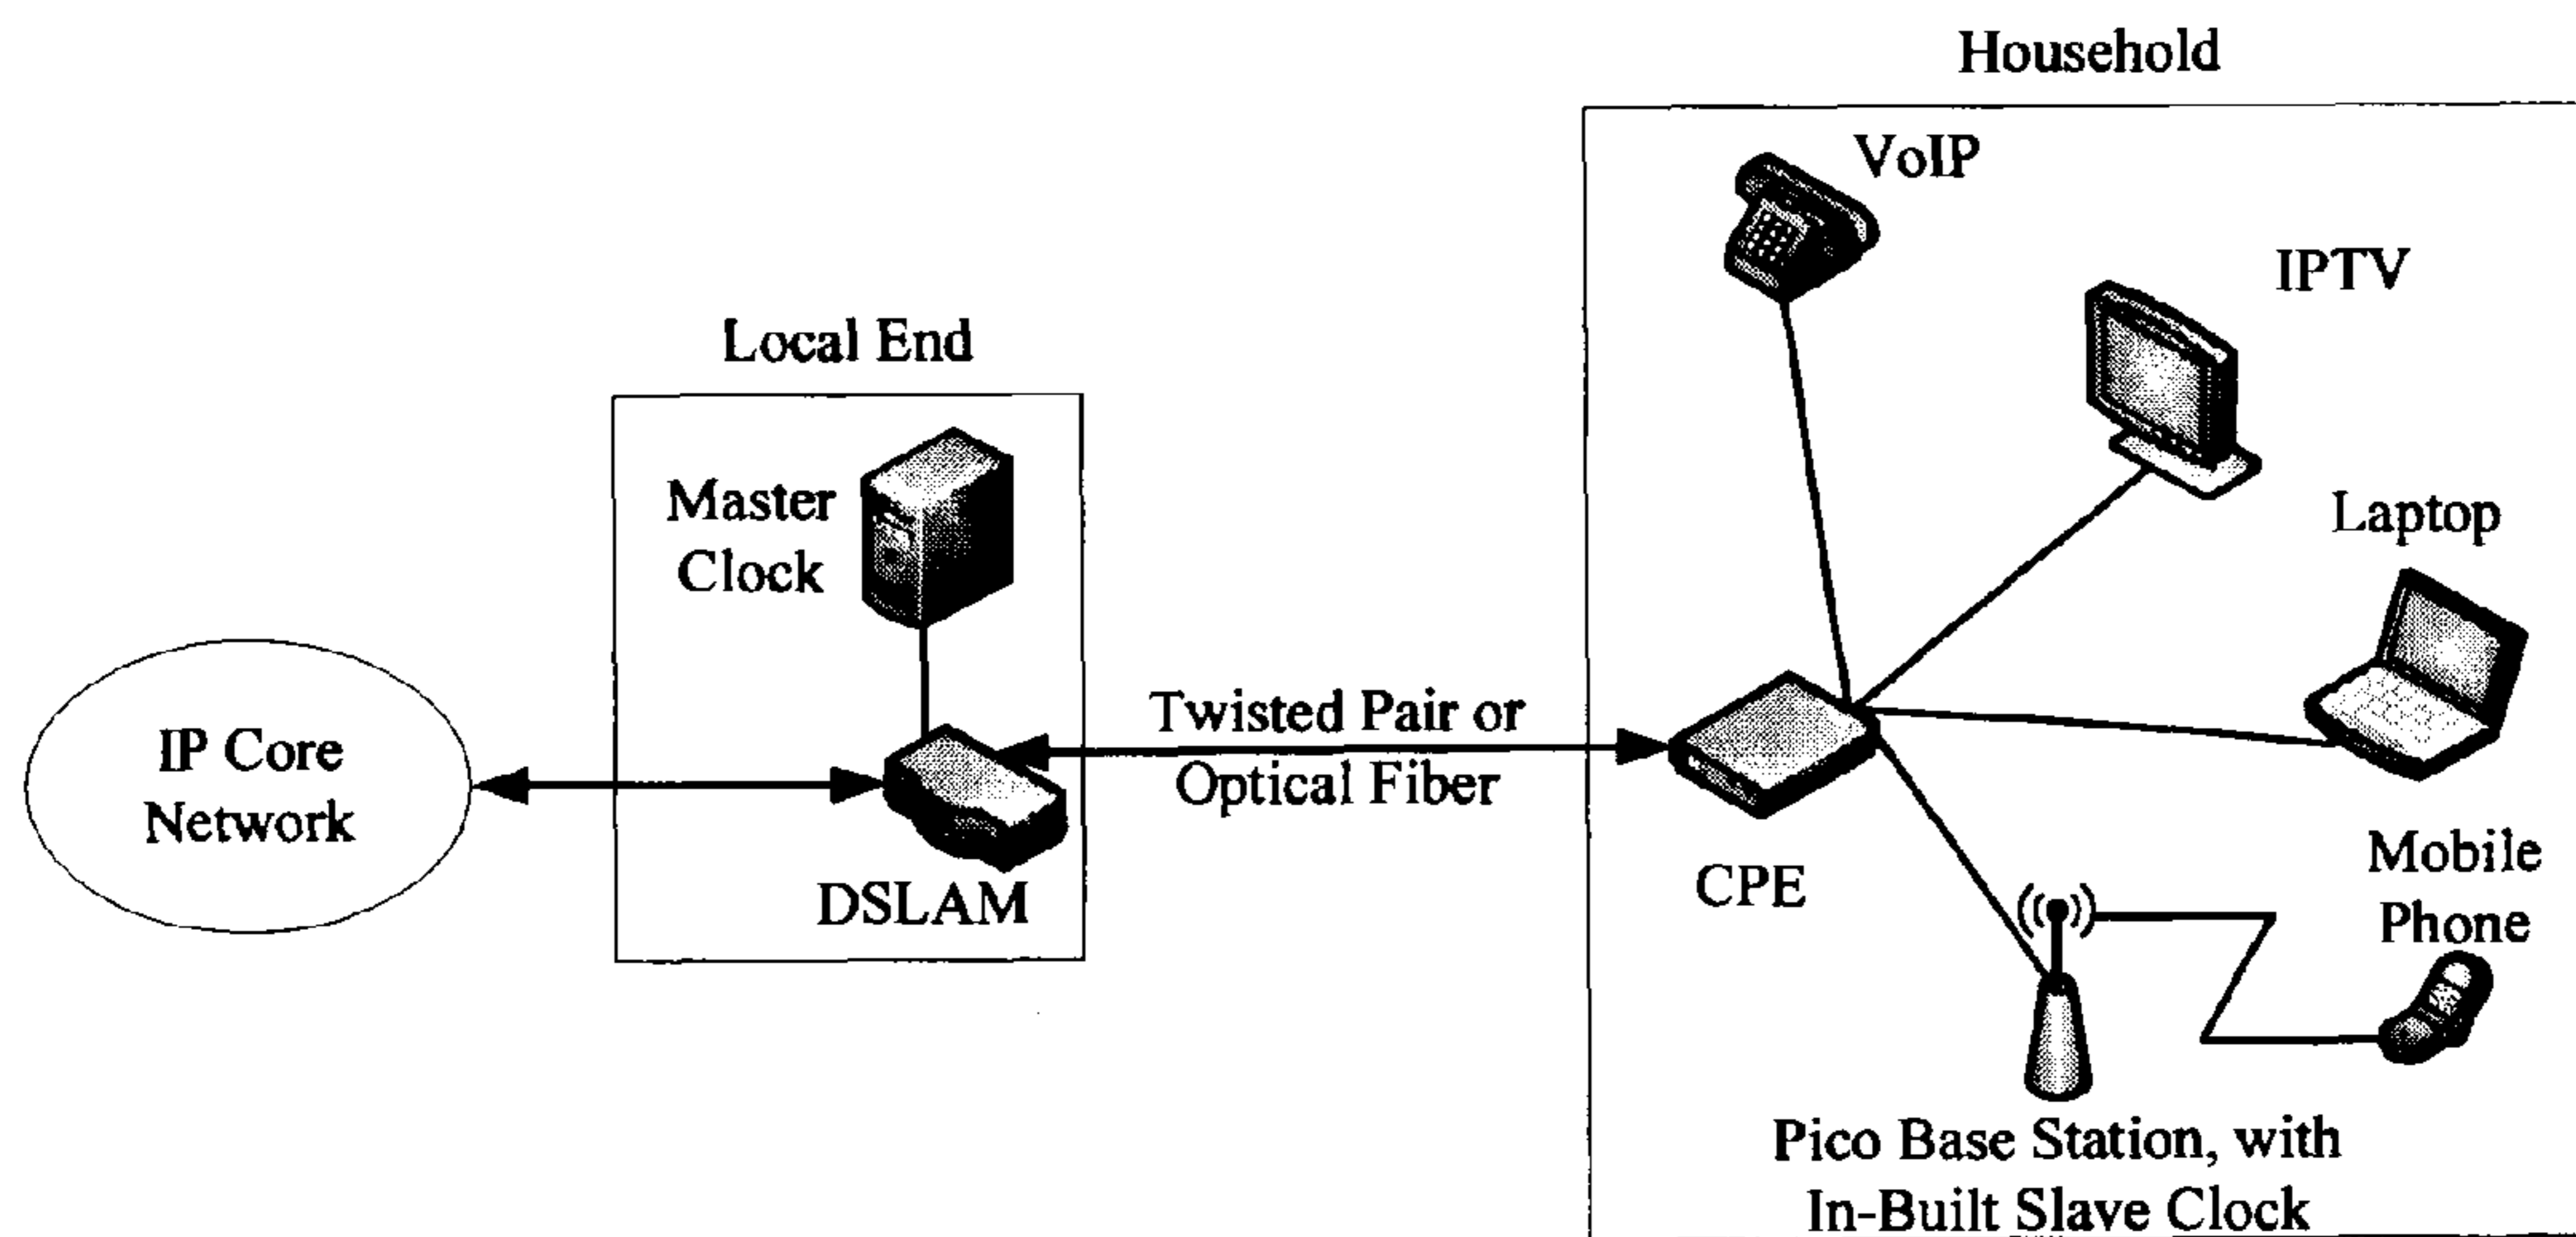 Household
VoIP
IPTV
Local End
Master
Clock
Laptop
Twisted Pair or
Optical Fiber
IP Core
Network
DSLAM
CPE
Mobile
Phone
Pico Base Station, with
In-Built Slave Clock